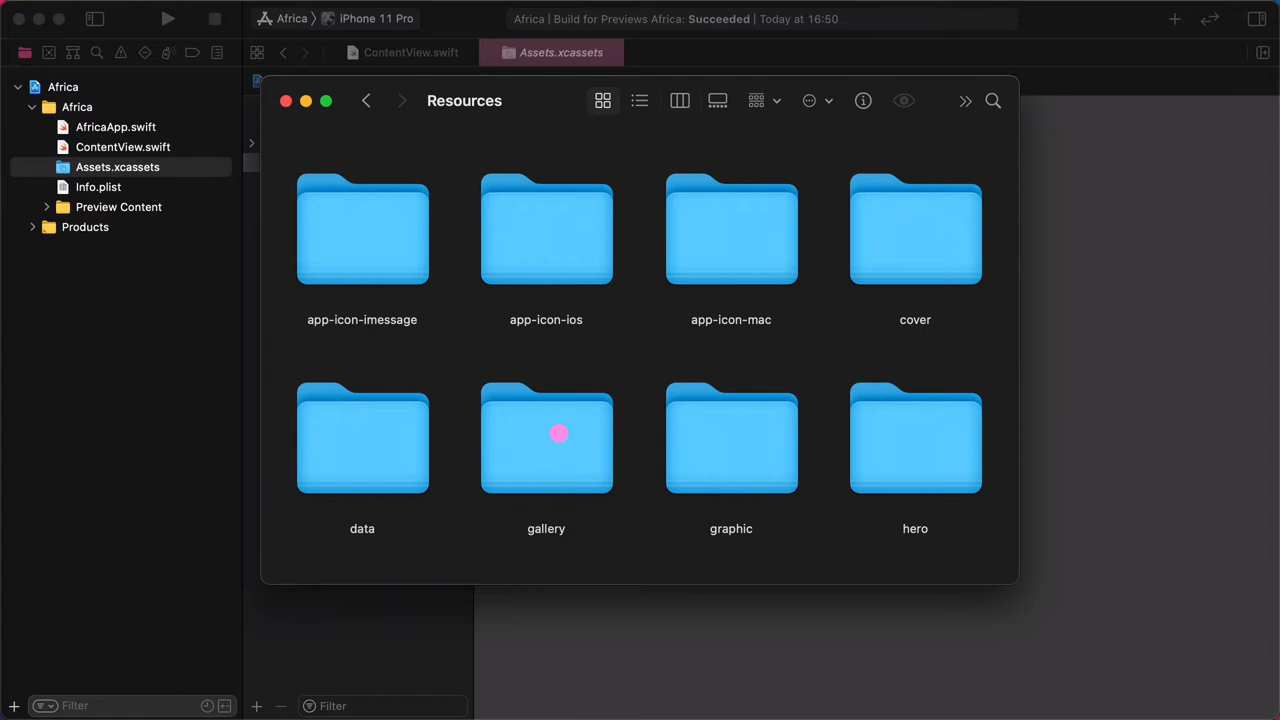 Africa
iPhone 11 Pro
Africa | Build for Previews Africa: Succeeded | Today at 16:50
ContentView.swift
Assets.xcassets
Africa
Africa
AfricaApp.swift
ContentView.swift
Assets.xcassets
Info.plist
Preview Content
Products
Resources
app-icon-imessage
app-icon-ios
app-icon-mac
cover
data
gallery
graphic
hero
Filter
Filter